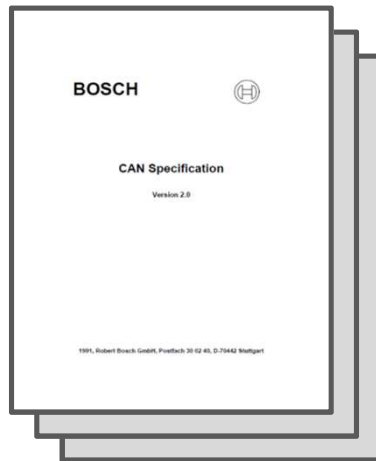 BOSCH
CAN Specification
Version 2.0
1991, Robert Bosch GmbH, Postfach 30 02 40, D-70442 Stuttgart